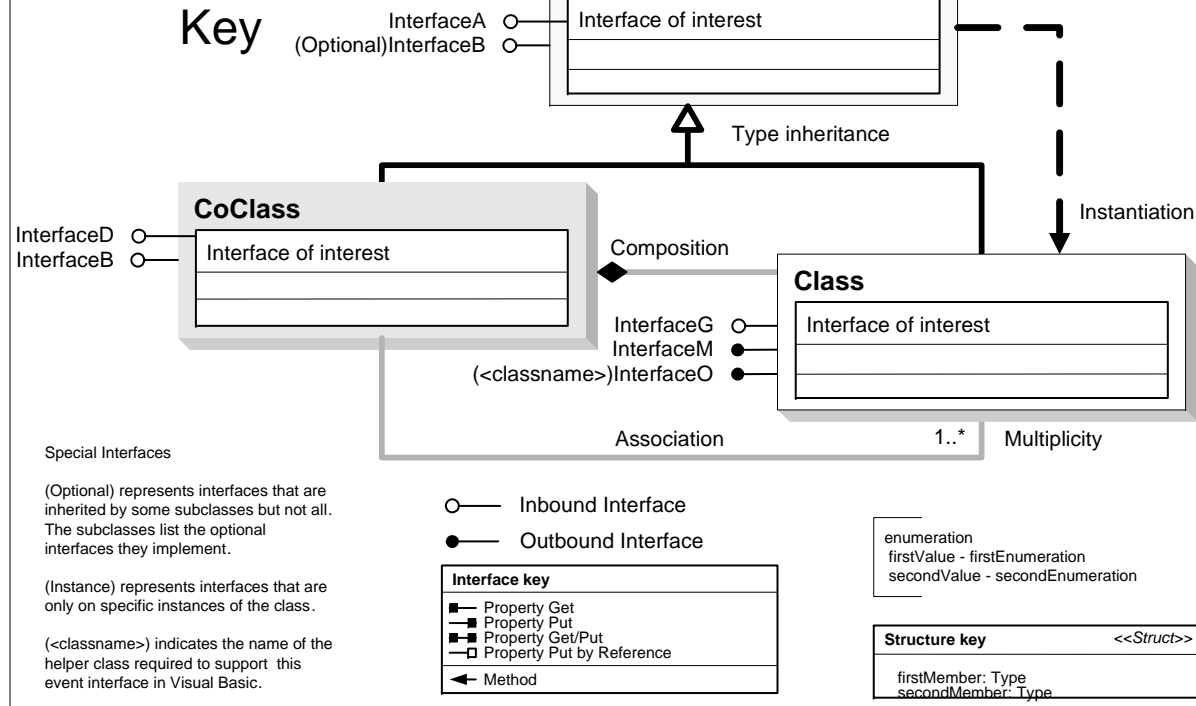 Key
InterfaceA
(Optional)InterfaceB
Interface of interest
Type inheritance
Instantiation
CoClass
InterfaceD
InterfaceB
Interface of interest
Composition
Class
InterfaceG
InterfaceM
(<classname>)InterfaceO
Interface of interest
Association
1..*
Multiplicity
Special Interfaces
(Optional) represents interfaces that are
inherited by some subclasses but not all.
The subclasses list the optional
interfaces they implement.
(Instance) represents interfaces that are
only on specific instances of the class.
(<classname>) indicates the name of the
helper class required to support this
event interface in Visual Basic.
Inbound Interface
Outbound Interface
Interface key
Property Get
Property Put
Property Get/Put
Property Put by Reference
Method
enumeration
firstValue - firstEnumeration
secondValue - secondEnumeration
Structure key <<Struct>>
firstMember: Type
secondMember: Type